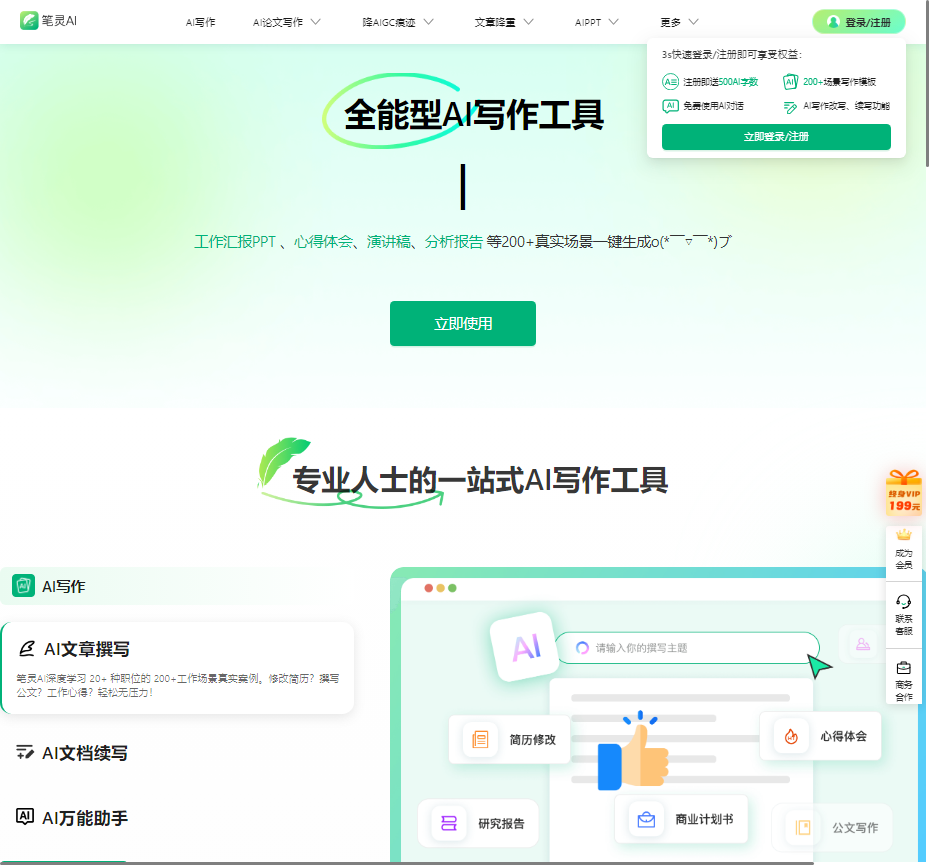 笔灵AI
AI写作
AI论文写作
降AIGC痕迹
文章降重
AIPPT
更多
登录/注册
3s快速登录/注册即可享受权益：
注册即送500AI字数
200+场景写作模板
免费使用AI对话
AI写作改写、续写功能
立即登录/注册
全能型AI写作工具
工作汇报PPT 、心得体会、演讲稿、分析报告 等200+真实场景一键生成o(*￣▽￣*)ブ
立即使用
专业人士的一站式AI写作工具
终身VIP
199元
成为
会员
联系
客服
商务
合作
AI写作
AI文章撰写
笔灵AI深度学习 20+ 种职位的 200+工作场景真实案例。修改简历？撰写
公文？工作心得？轻松无压力！
AI文档续写
AI万能助手
AI
请输入你的撰写主题
简历修改
心得体会
研究报告
商业计划书
公文写作